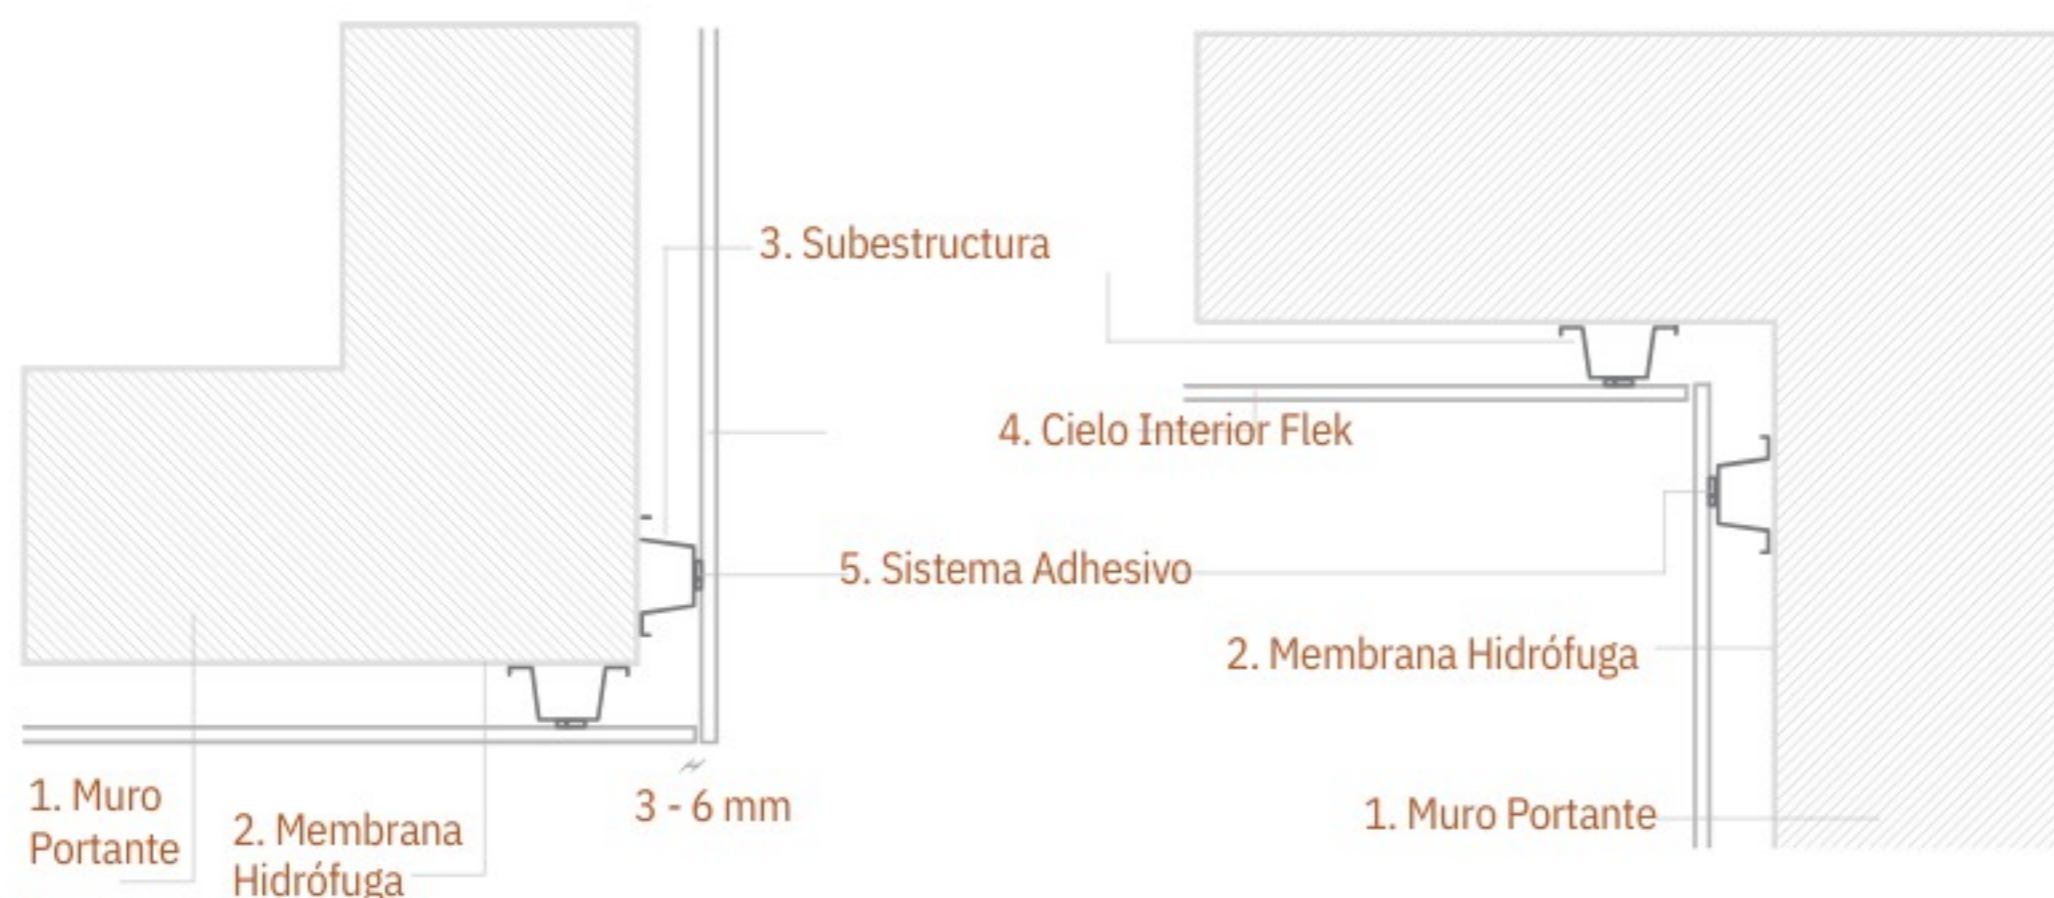 3. Subestructura
4. Cielo Interior Flek
5. Sistema Adhesivo
2. Membrana Hidrófuga
1. Muro
Portante
2. Membrana
Hidrófuga
3 - 6 mm
1. Muro Portante